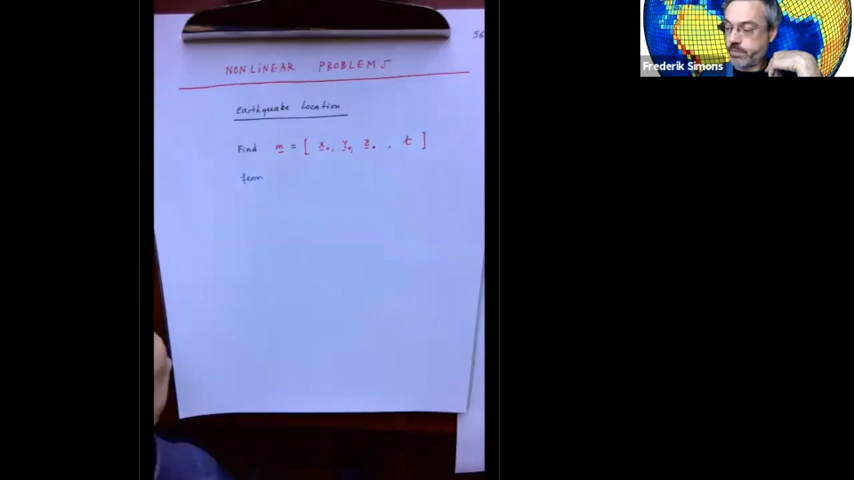 56
NONLINEAR PROBLEMS
Earthquake Location
Find m = [ x₀, y₀, z₀, t ]
from
Frederik Simons